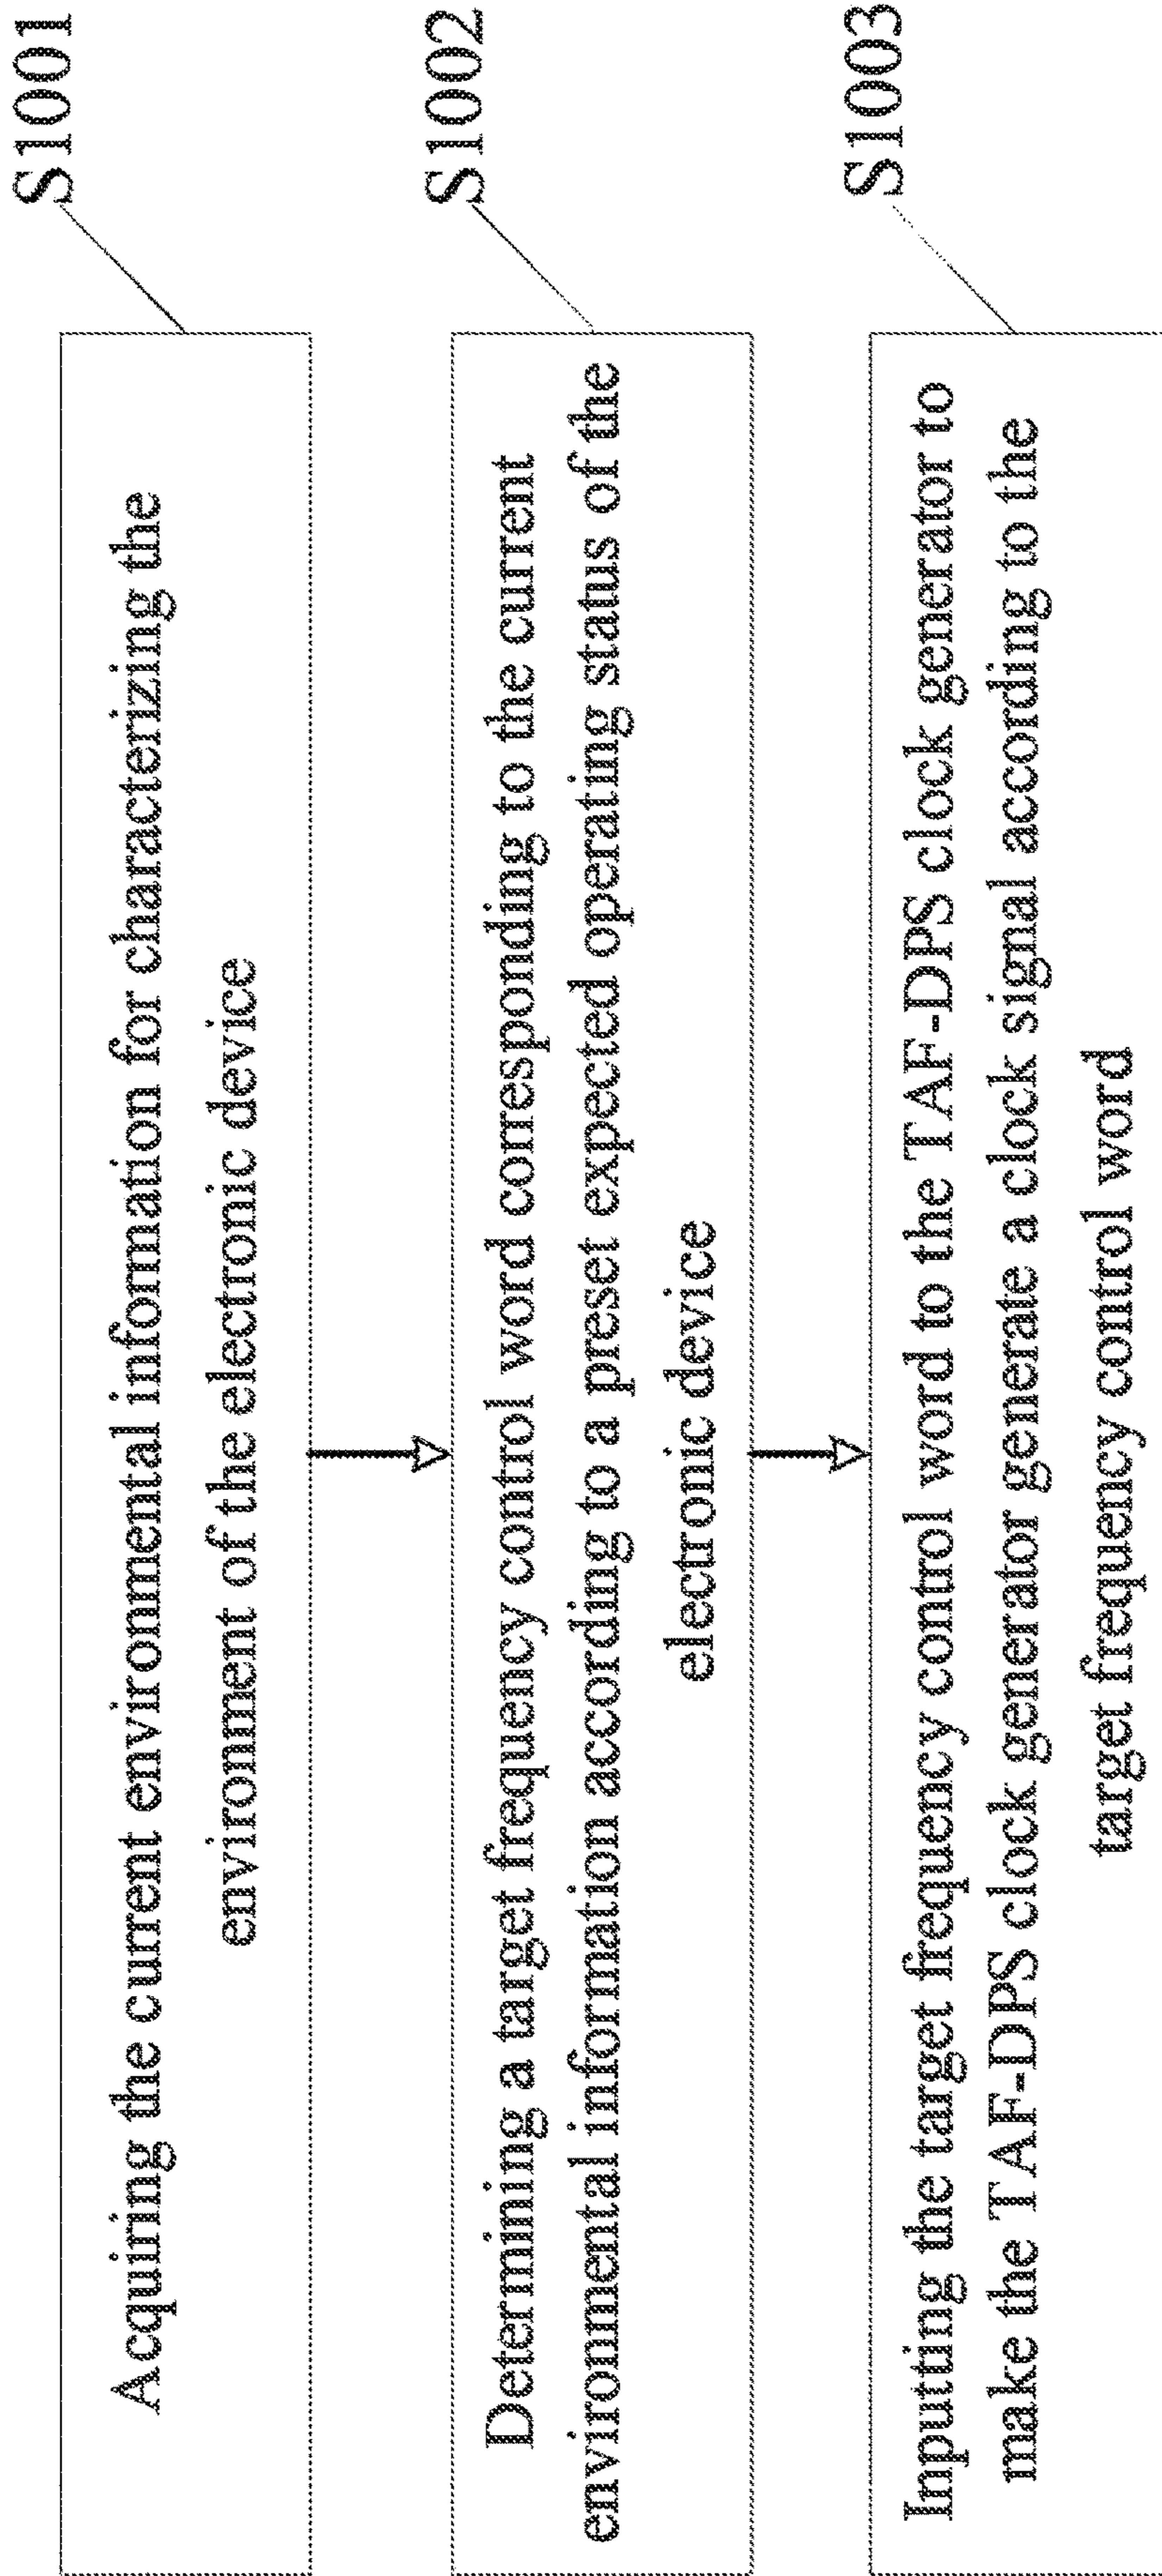 S1001
Acquiring the current environmental information for characterizing the
environment of the electronic device
S1002
Determining a target frequency control word corresponding to the current
environmental information according to a preset expected operating status of the
electronic device
S1003
Inputting the target frequency control word to the TAF-DPS clock generator to
make the TAF-DPS clock generator generate a clock signal according to the
target frequency control word